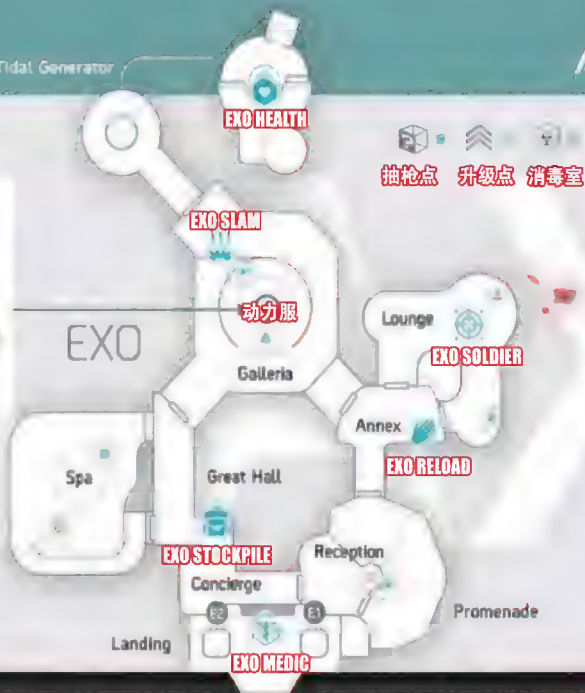 Tidal Generator
EXO HEALTH
抽枪点 升级点 消毒室
EXO SLAM
动力服
EXO
Lounge
EXO SOLDIER
Galleria
Annex
EXO RELOAD
Spa
Great Hall
EXO STOCKPILE
Reception
Concierge
E2
E1
Promenade
Landing
EXO MEDIC